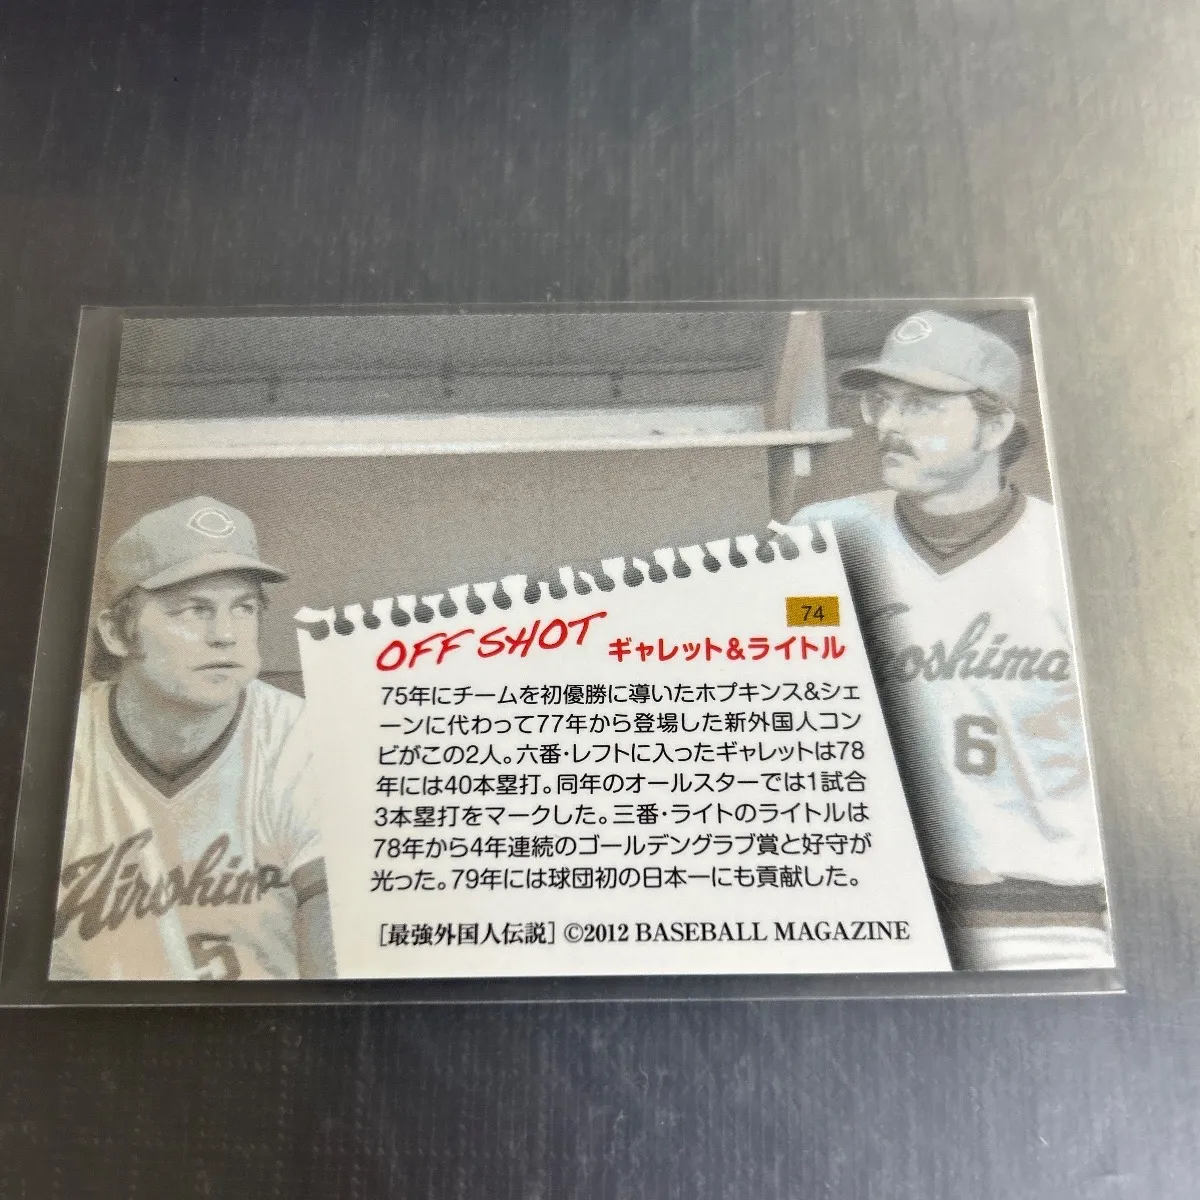 74
OFF SHOT
ギャレット&ライトル
75年にチームを初優勝に導いたホプキンス&シェ
ーンに代わって77年から登場した新外国人コン
ビがこの2人。六番・レフトに入ったギャレットは78
年には40本塁打。同年のオールスターでは1試合
3本塁打をマークした。三番・ライトのライトルは
78年から4年連続のゴールデングラブ賞と好守が
光った。79年には球団初の日本一にも貢献した。
[最強外国人伝説] ©2012 BASEBALL MAGAZINE
Hiroshima
5
oshima
6
C
C